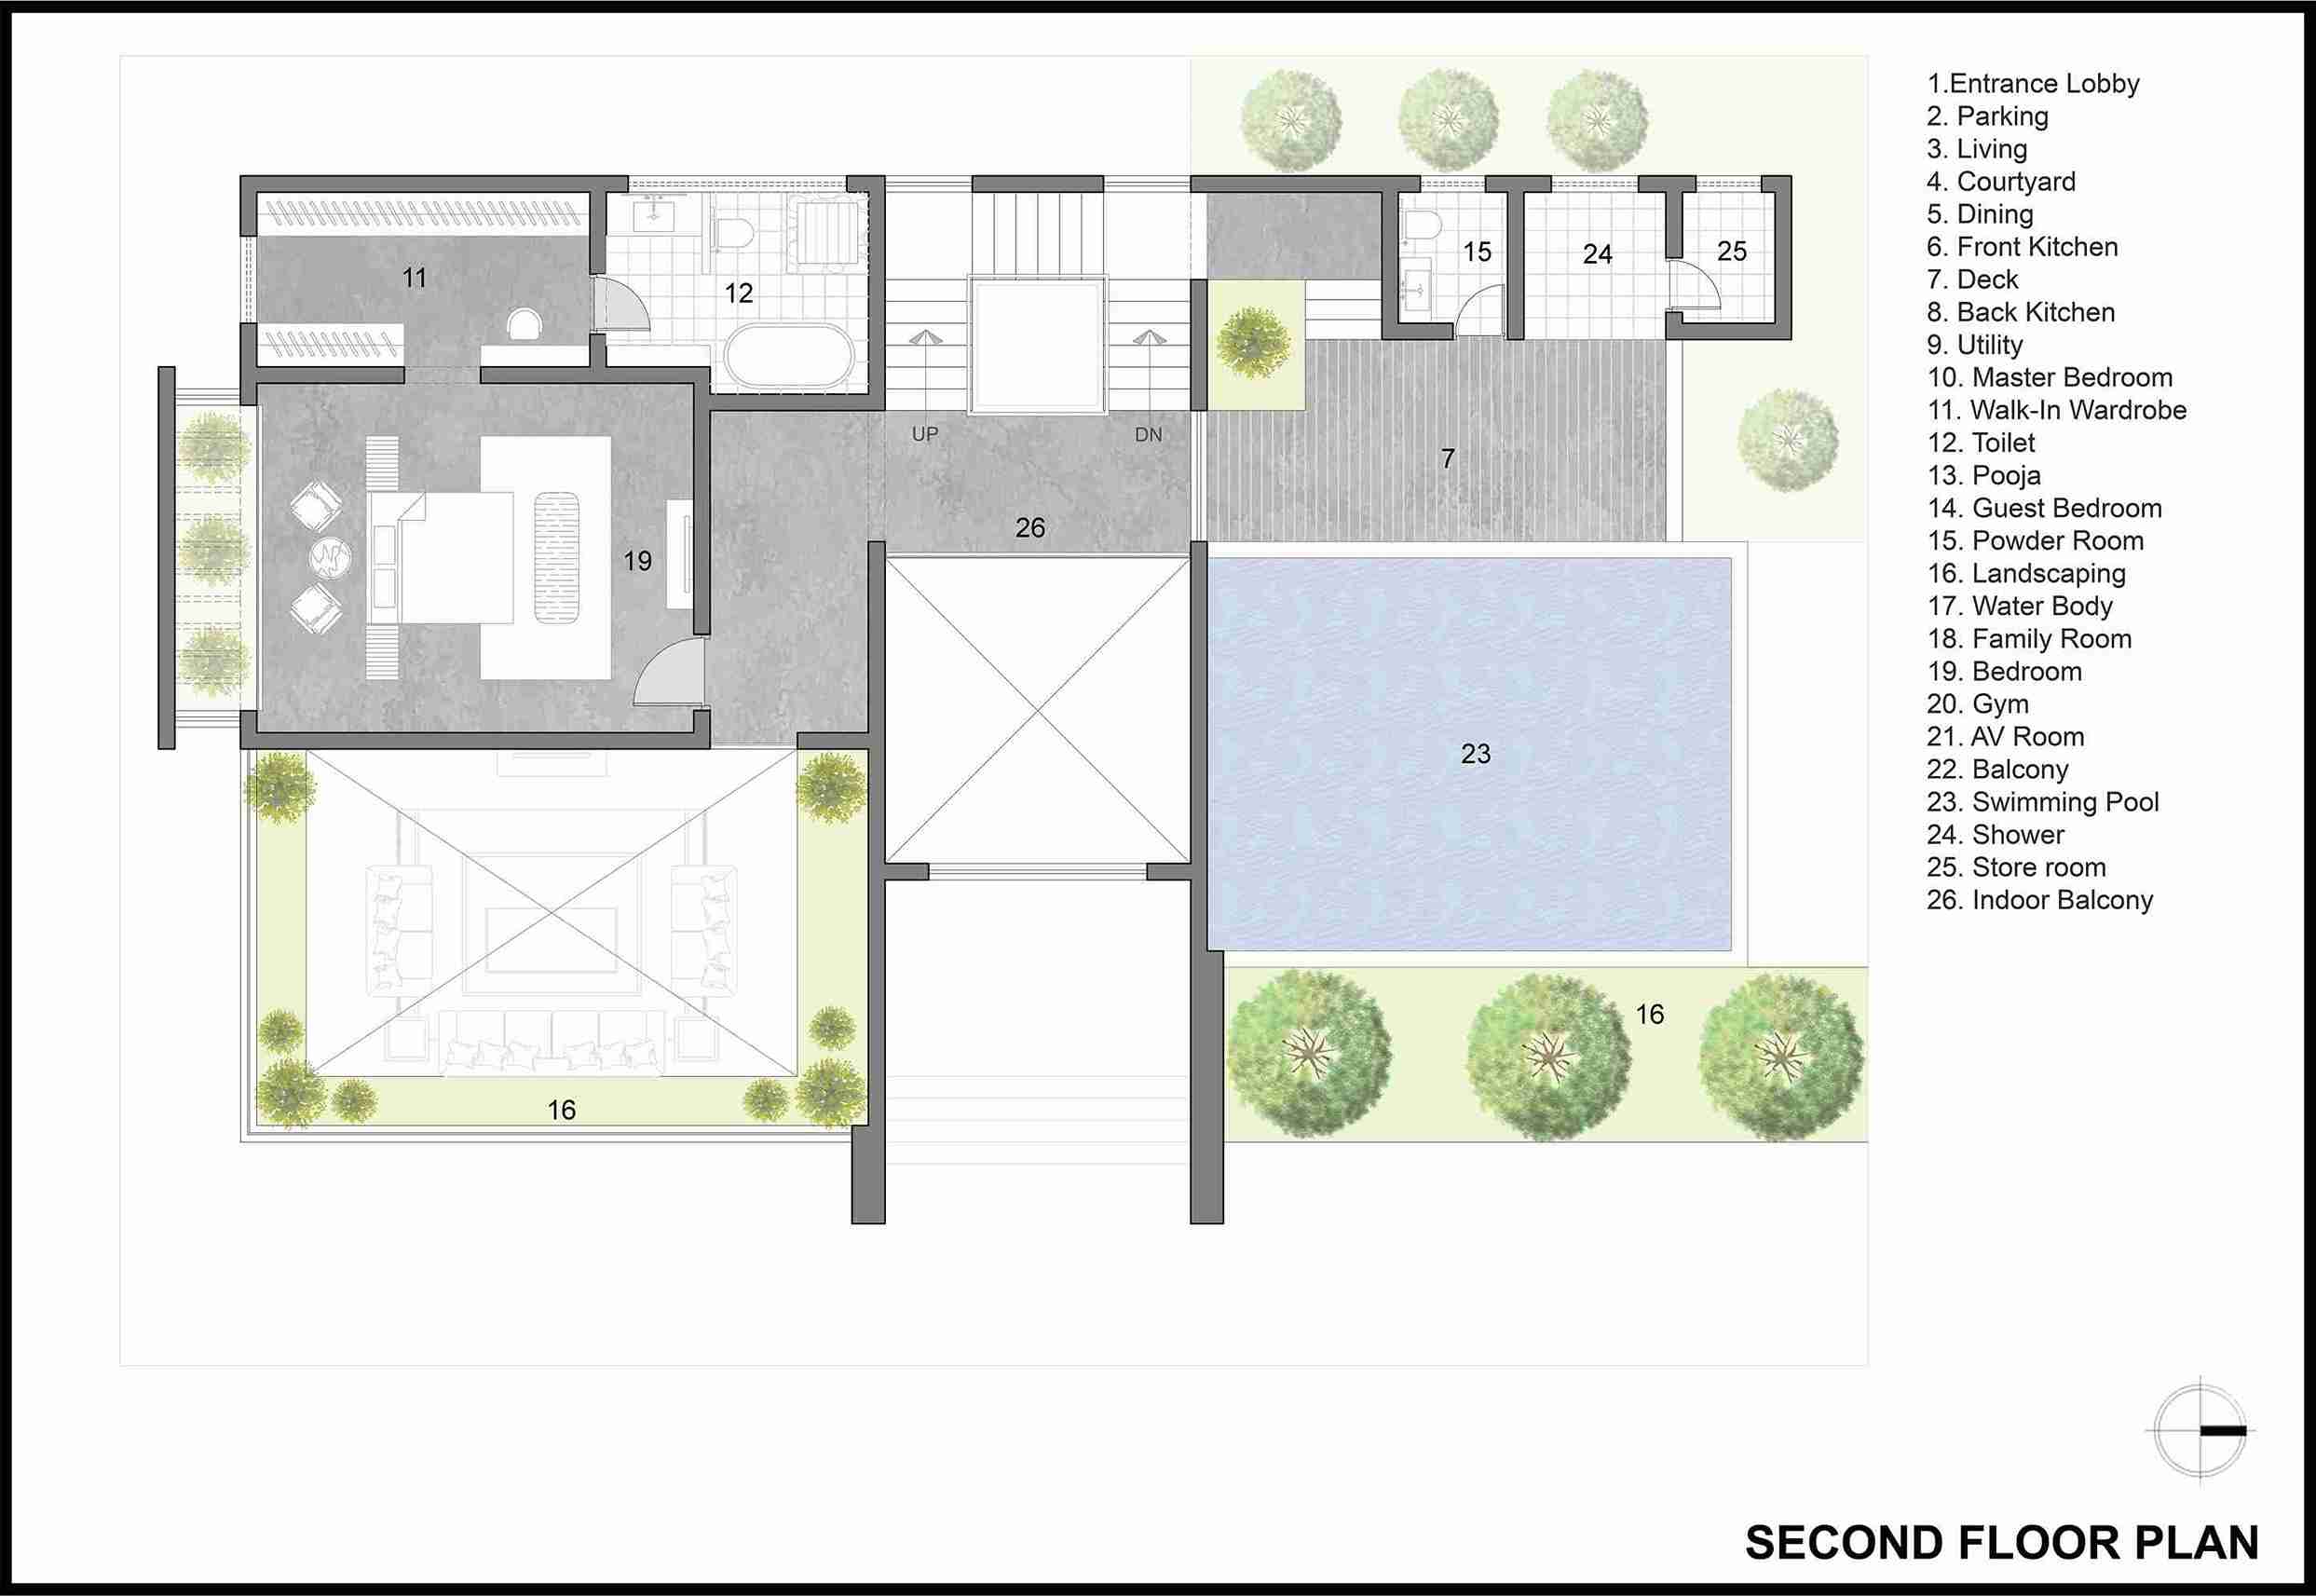 1.Entrance Lobby
2. Parking
3. Living
4. Courtyard
5. Dining
6. Front Kitchen
7. Deck
8. Back Kitchen
9. Utility
10. Master Bedroom
11. Walk-In Wardrobe
12. Toilet
13. Pooja
14. Guest Bedroom
15. Powder Room
16. Landscaping
17. Water Body
18. Family Room
19. Bedroom
20. Gym
21. AV Room
22. Balcony
23. Swimming Pool
24. Shower
25. Store room
26. Indoor Balcony
11
12
15
24
25
UP
DN
7
26
19
23
16
16
SECOND FLOOR PLAN